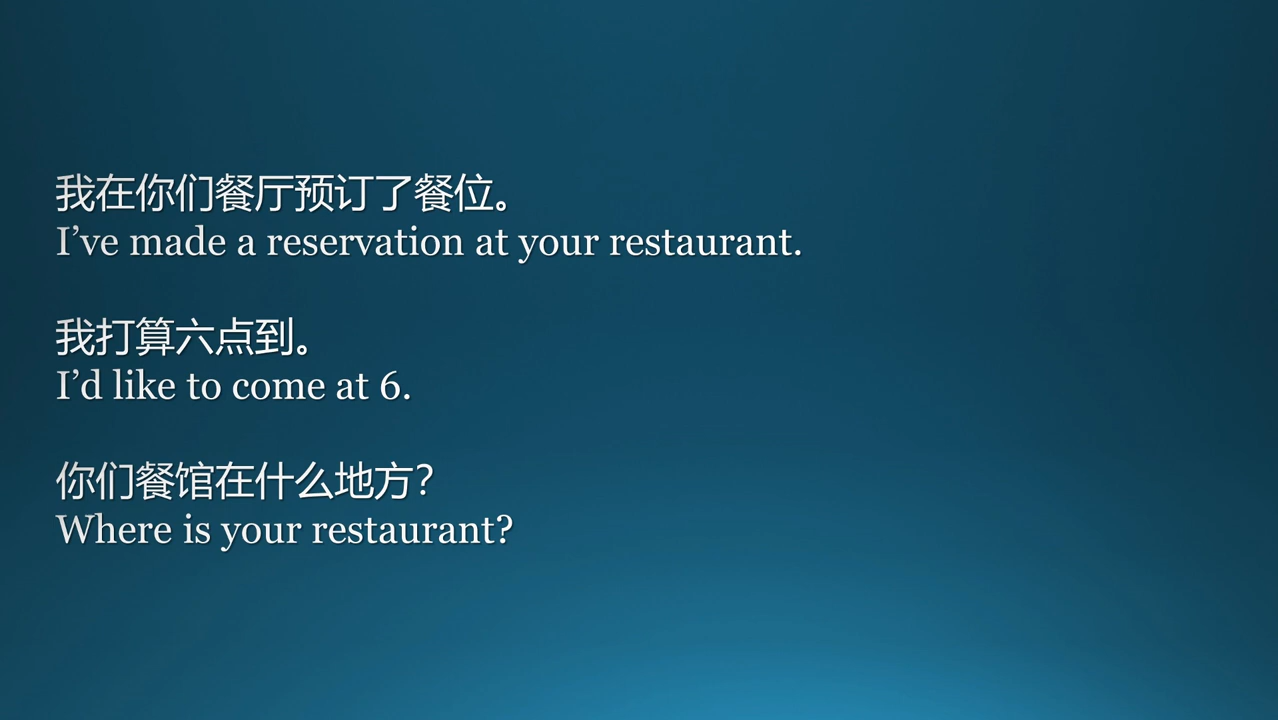 我在你们餐厅预订了餐位。
I’ve made a reservation at your restaurant.
我打算六点到。
I’d like to come at 6.
你们餐馆在什么地方？
Where is your restaurant?